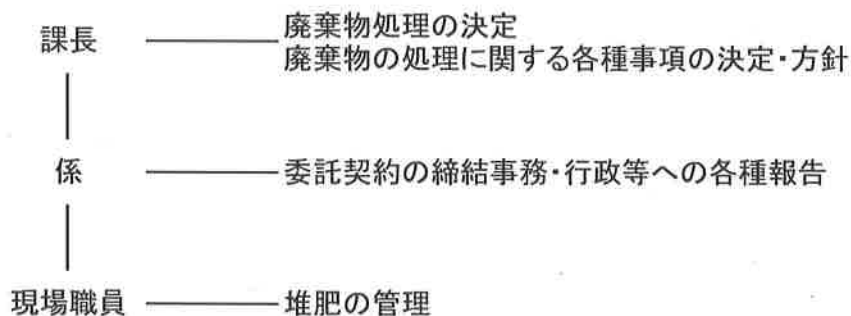 課長
廃棄物処理の決定
廃棄物の処理に関する各種事項の決定・方針
係
委託契約の締結事務・行政等への各種報告
現場職員
堆肥の管理